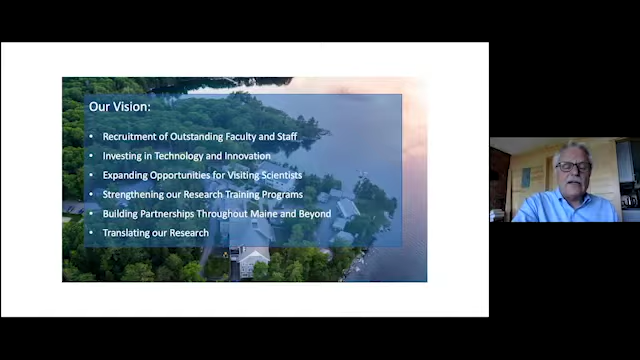 Our Vision:
• Recruitment of Outstanding Faculty and Staff
• Investing in Technology and Innovation
• Expanding Opportunities for Visiting Scientists
• Strengthening our Research Training Programs
• Building Partnerships Throughout Maine and Beyond
• Translating our Research